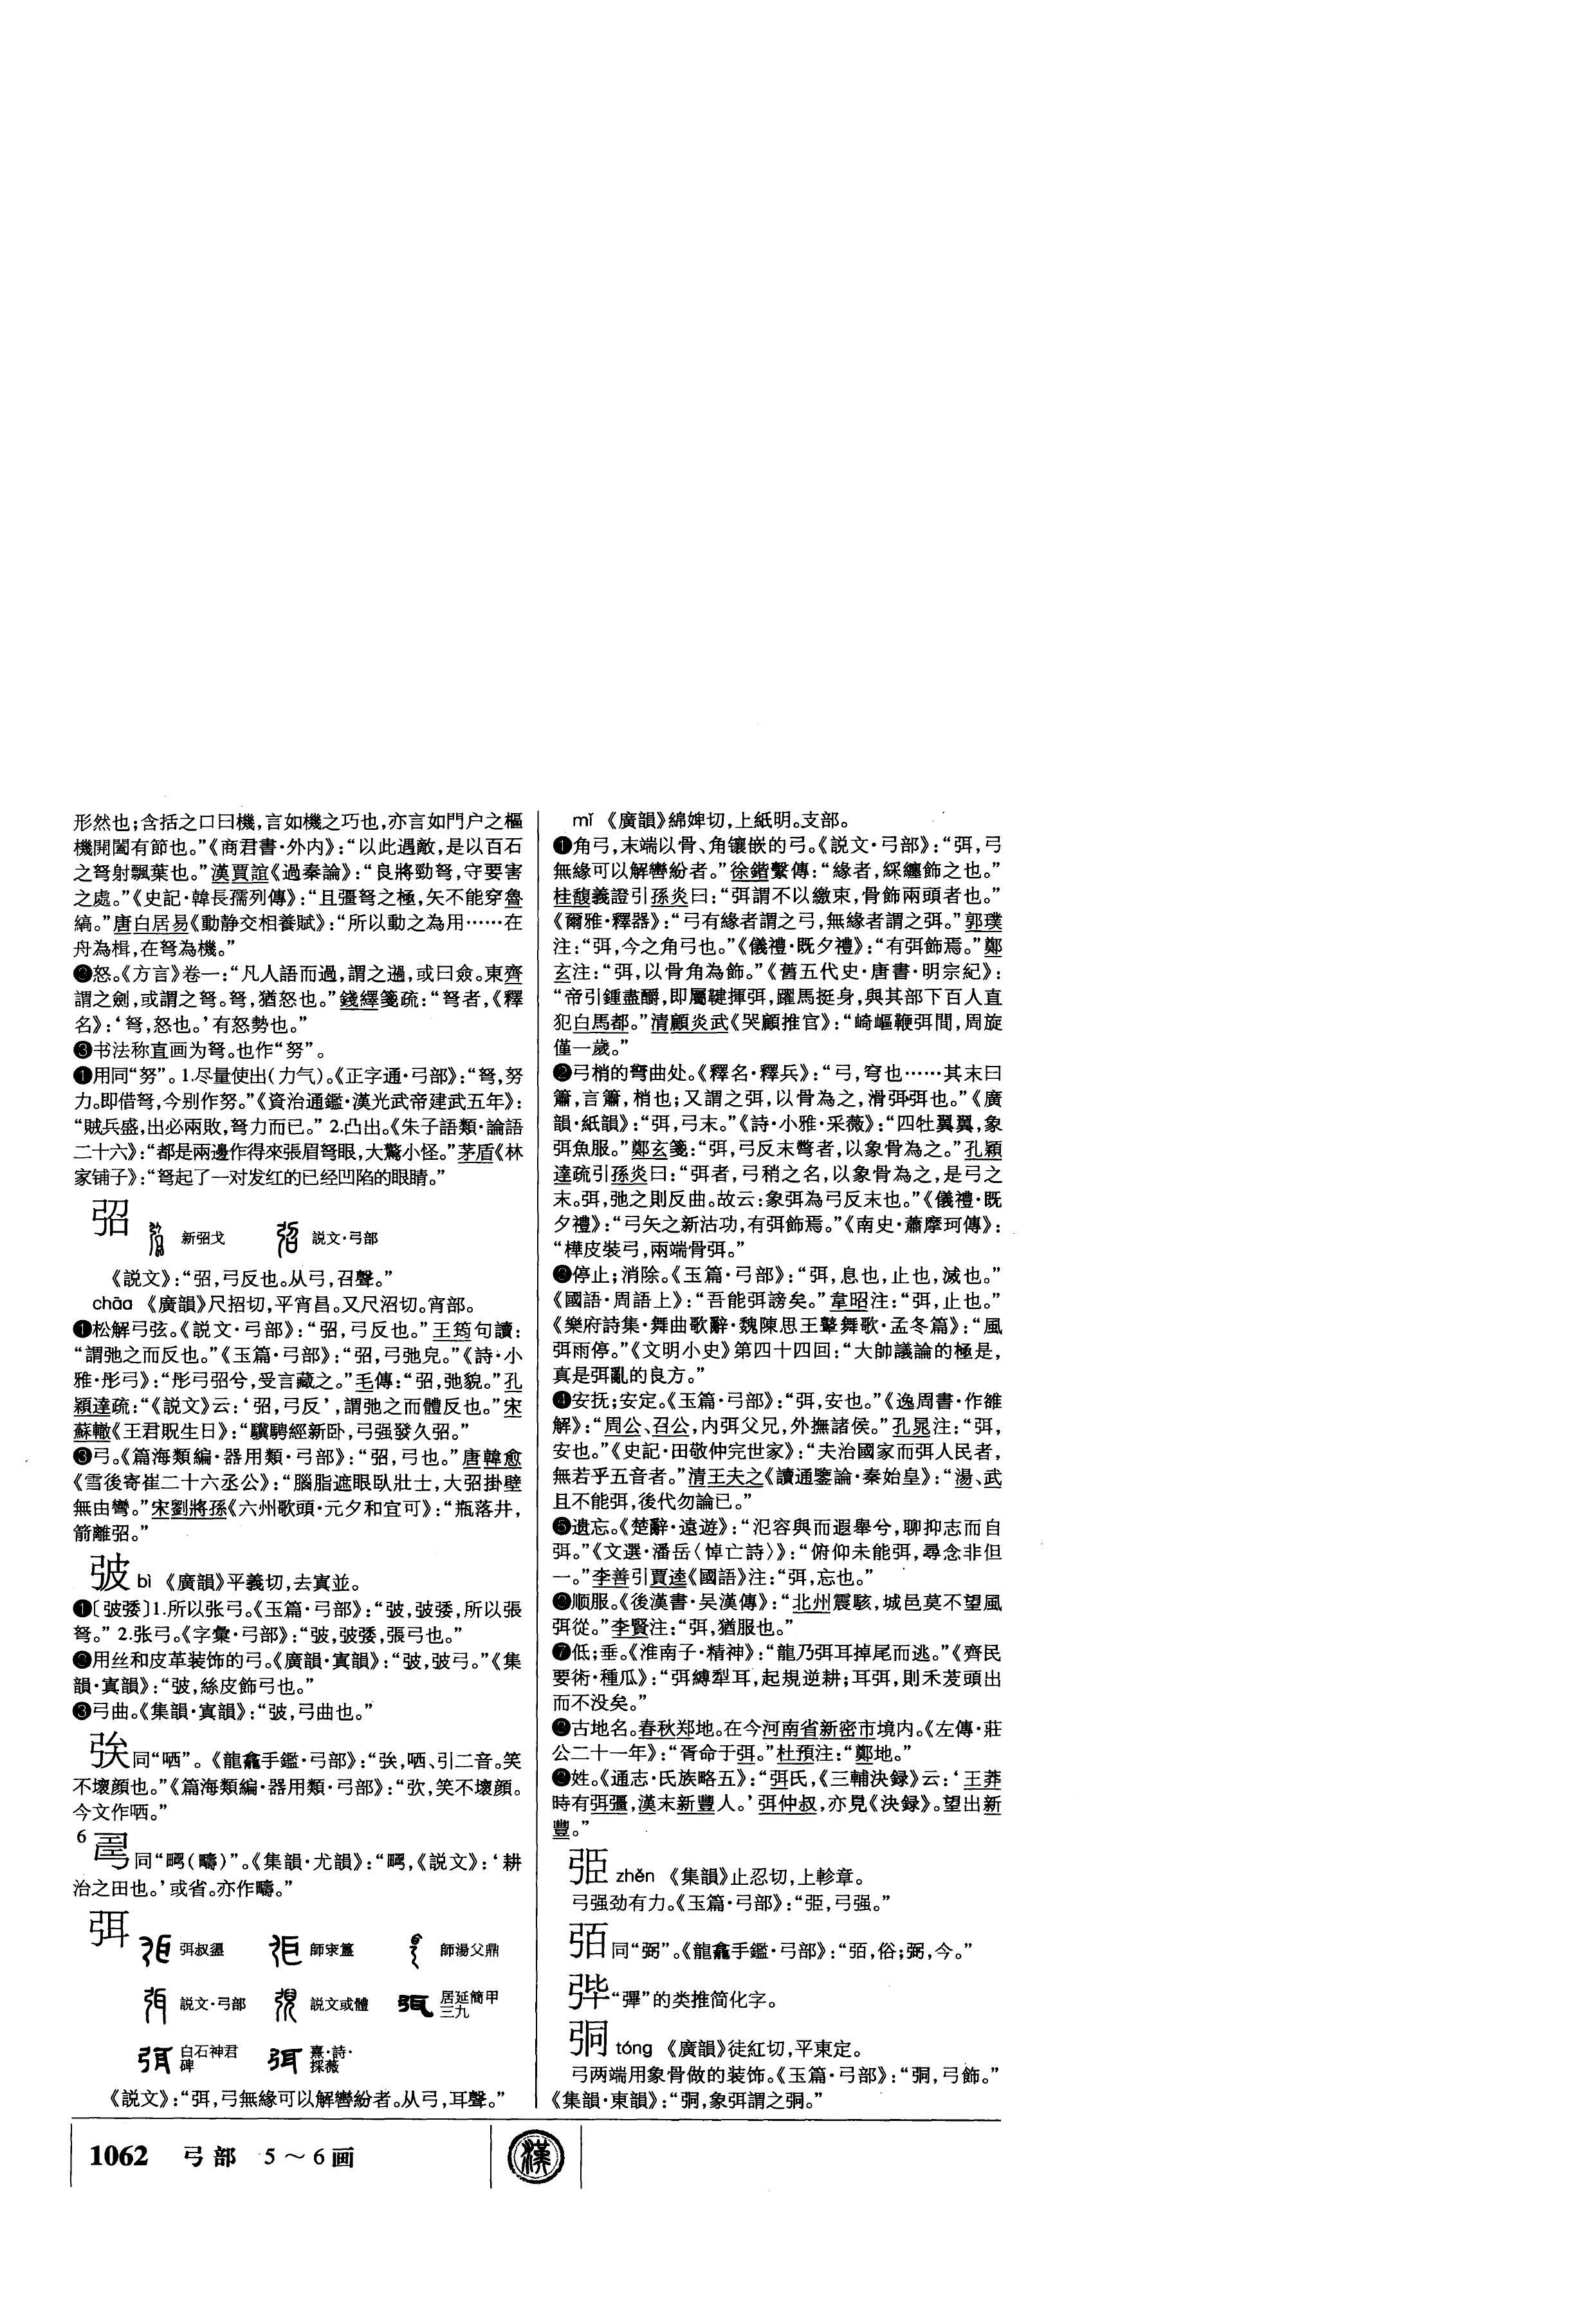 形然也；含括之口曰機，言如機之巧也，亦言如門户之樞
機開闔有節也。”《商君書·外内》：“以此遇敵，是以百石
之弩射飄葉也。”漢賈誼《過秦論》：“良將勁弩，守要害
之處。”《史記·韓長孺列傳》：“且彊弩之極，矢不能穿魯
縞。”唐白居易《動静交相養賦》：“所以動之為用……在
舟為楫，在弩為機。”
❷怒。《方言》卷一：“凡人語而過，謂之𨗊，或曰僉。東齊
謂之劍，或謂之弩。弩，猶怒也。”錢繹箋疏：“弩者，《釋
名》：‘弩，怒也。’有怒勢也。”
❸书法称直画为弩。也作“努”。
❶用同“努”。1.尽量使出(力气)。《正字通·弓部》：“弩，努
力。即借弩，今别作努。”《資治通鑑·漢光武帝建武五年》：
“賊兵盛，出必兩敗，弩力而已。” 2.凸出。《朱子語類·論語
二十六》：“都是兩邊作得來張眉弩眼，大驚小怪。”茅盾《林
家铺子》：“弩起了一对发红的已经凹陷的眼睛。”
弨
新弨戈 説文·弓部
《説文》：“弨，弓反也。从弓，召聲。”
chāo 《廣韻》尺招切，平宵昌。又尺沼切。宵部。
❶松解弓弦。《説文·弓部》：“弨，弓反也。”王筠句讀：
“謂弛之而反也。”《玉篇·弓部》：“弨，弓弛皃。”《詩·小
雅·彤弓》：“彤弓弨兮，受言藏之。”毛傳：“弨，弛貌。”孔
穎達疏：“《説文》云：‘弨，弓反’，謂弛之而體反也。”宋
蘇轍《王君貺生日》：“驥騁經新卧，弓强發久弨。”
❸弓。《篇海類編·器用類·弓部》：“弨，弓也。”唐韓愈
《雪後寄崔二十六丞公》：“腦脂遮眼臥壯士，大弨掛壁
無由彎。”宋劉將孫《六州歌頭·元夕和宜可》：“瓶落井，
箭離弨。”
𢏍 bì 《廣韻》平義切，去寘並。
❶〔𢏍𢐄〕1.所以张弓。《玉篇·弓部》：“𢏍，𢏍𢐄，所以張
弩。” 2.张弓。《字彙·弓部》：“𢏍，𢏍𢐄，張弓也。”
❷用丝和皮革装饰的弓。《廣韻·寘韻》：“𢏍，𢏍弓。”《集
韻·寘韻》：“𢏍，絲皮飾弓也。”
❸弓曲。《集韻·寘韻》：“𢏍，弓曲也。”
同“哂”。《龍龕手鑑·弓部》：“，哂、引二音。笑
不壞顔也。”《篇海類編·器用類·弓部》：“，笑不壞顔。
今文作哂。”
6
同“(疇)”。《集韻·尤韻》：“，《説文》：‘耕
治之田也。’或省。亦作疇。”
弭
弭叔盨 師㝨簋 師湯父鼎
説文·弓部 説文或體 居延簡甲三九
白石神君碑 熹·詩·採薇
《説文》：“弭，弓無緣可以解轡紛者。从弓，耳聲。”
mǐ 《廣韻》綿婢切，上紙明。支部。
❶角弓，末端以骨、角镶嵌的弓。《説文·弓部》：“弭，弓
無緣可以解轡紛者。”徐鍇繫傳：“緣者，綵纏飾之也。”
桂馥義證引孫炎曰：“弭謂不以繳束，骨飾兩頭者也。”
《爾雅·釋器》：“弓有緣者謂之弓，無緣者謂之弭。”郭璞
注：“弭，今之角弓也。”《儀禮·既夕禮》：“有弭飾焉。”鄭
玄注：“弭，以骨角為飾。”《舊五代史·唐書·明宗紀》：
“帝引鍾盡釂，即屬鞬揮弭，躍馬挺身，與其部下百人直
犯白馬都。”清顧炎武《哭顧推官》：“崎嶇鞭弭間，周旋
僅一歲。”
❷弓梢的彎曲处。《釋名·釋兵》：“弓，穹也……其末曰
簫，言簫，梢也；又謂之弭，以骨為之，滑弭弭也。”《廣
韻·紙韻》：“弭，弓末。”《詩·小雅·采薇》：“四牡翼翼，象
弭魚服。”鄭玄箋：“弭，弓反末彆者，以象骨為之。”孔穎
達疏引孫炎曰：“弭者，弓稍之名，以象骨為之，是弓之
末。弭，弛之則反曲。故云：象弭為弓反末也。”《儀禮·既
夕禮》：“弓矢之新沽功，有弭飾焉。”《南史·蕭摩珂傳》：
“樺皮裝弓，兩端骨弭。”
❸停止；消除。《玉篇·弓部》：“弭，息也，止也，滅也。”
《國語·周語上》：“吾能弭謗矣。”韋昭注：“弭，止也。”
《樂府詩集·舞曲歌辭·魏陳思王鼙舞歌·孟冬篇》：“風
弭雨停。”《文明小史》第四十四回：“大帥議論的極是，
真是弭亂的良方。”
❹安抚；安定。《玉篇·弓部》：“弭，安也。”《逸周書·作雒
解》：“周公、召公，内弭父兄，外撫諸侯。”孔晁注：“弭，
安也。”《史記·田敬仲完世家》：“夫治國家而弭人民者，
無若乎五音者。”清王夫之《讀通鑒論·秦始皇》：“湯、武
且不能弭，後代勿論已。”
❺遗忘。《楚辭·遠遊》：“氾容與而遐舉兮，聊抑志而自
弭。”《文選·潘岳〈悼亡詩〉》：“俯仰未能弭，尋念非但
一。”李善引賈逵《國語》注：“弭，忘也。”
❻顺服。《後漢書·吴漢傳》：“北州震駭，城邑莫不望風
弭從。”李賢注：“弭，猶服也。”
❼低；垂。《淮南子·精神》：“龍乃弭耳掉尾而逃。”《齊民
要術·種瓜》：“弭縛犁耳，起規逆耕；耳弭，則禾茇頭出
而不没矣。”
❷古地名。春秋郑地。在今河南省新密市境内。《左傳·莊
公二十一年》：“胥命于弭。”杜預注：“鄭地。”
❷姓。《通志·氏族略五》：“弭氏，《三輔決録》云：‘王莽
時有弭彊，漢末新豐人。’弭仲叔，亦見《決録》。望出新
豐。”
zhěn 《集韻》止忍切，上軫章。
弓强劲有力。《玉篇·弓部》：“，弓强。”
弬同“弼”。《龍龕手鑑·弓部》：“，俗；弼，今。”
“彃”的类推简化字。
tóng 《廣韻》徒紅切，平東定。
弓两端用象骨做的装饰。《玉篇·弓部》：“，弓飾。”
《集韻·東韻》：“，象弭謂之。”
1062 弓部 5～6画
漢